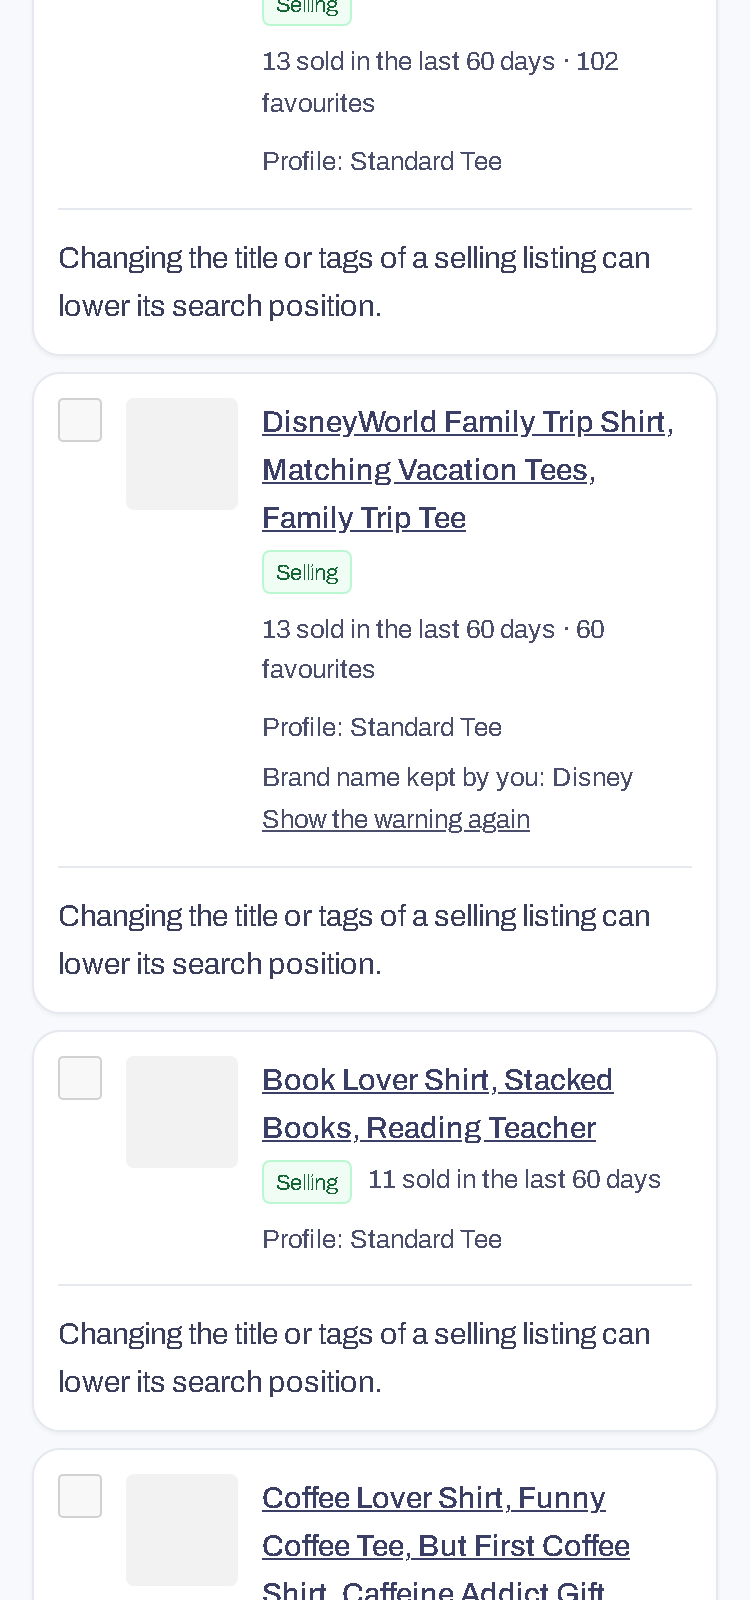 Selling
13 sold in the last 60 days · 102
favourites
Profile: Standard Tee
Changing the title or tags of a selling listing can
lower its search position.
DisneyWorld Family Trip Shirt,
Matching Vacation Tees,
Family Trip Tee
Selling
13 sold in the last 60 days · 60
favourites
Profile: Standard Tee
Brand name kept by you: Disney
Show the warning again
Changing the title or tags of a selling listing can
lower its search position.
Book Lover Shirt, Stacked
Books, Reading Teacher
Selling 11 sold in the last 60 days
Profile: Standard Tee
Changing the title or tags of a selling listing can
lower its search position.
Coffee Lover Shirt, Funny
Coffee Tee, But First Coffee
Shirt, Caffeine Addict Gift